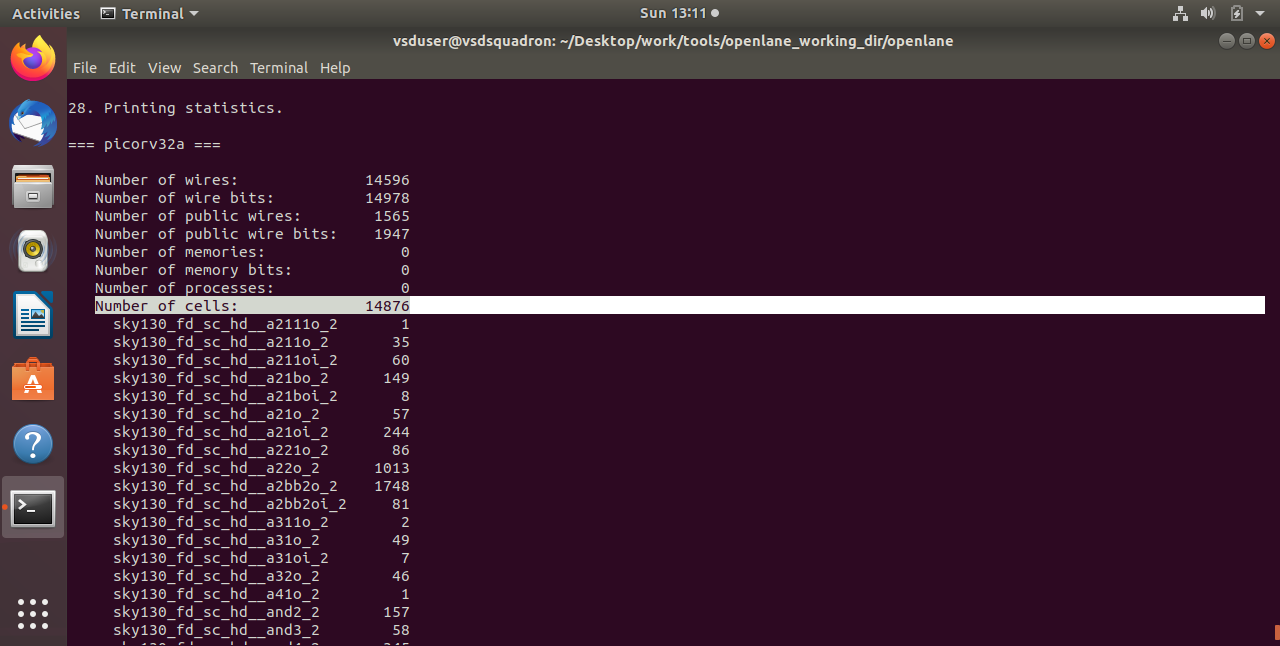 Activities Terminal Sun 13:11
vsduser@vsdsquadron: ~/Desktop/work/tools/openlane_working_dir/openlane
File Edit View Search Terminal Help
28. Printing statistics.
=== picorv32a ===
Number of wires: 14596
Number of wire bits: 14978
Number of public wires: 1565
Number of public wire bits: 1947
Number of memories: 0
Number of memory bits: 0
Number of processes: 0
Number of cells: 14876
sky130_fd_sc_hd__a2111o_2 1
sky130_fd_sc_hd__a211o_2 35
sky130_fd_sc_hd__a211oi_2 60
sky130_fd_sc_hd__a21bo_2 149
sky130_fd_sc_hd__a21boi_2 8
sky130_fd_sc_hd__a21o_2 57
sky130_fd_sc_hd__a21oi_2 244
sky130_fd_sc_hd__a221o_2 86
sky130_fd_sc_hd__a22o_2 1013
sky130_fd_sc_hd__a2bb2o_2 1748
sky130_fd_sc_hd__a2bb2oi_2 81
sky130_fd_sc_hd__a311o_2 2
sky130_fd_sc_hd__a31o_2 49
sky130_fd_sc_hd__a31oi_2 7
sky130_fd_sc_hd__a32o_2 46
sky130_fd_sc_hd__a41o_2 1
sky130_fd_sc_hd__and2_2 157
sky130_fd_sc_hd__and3_2 58